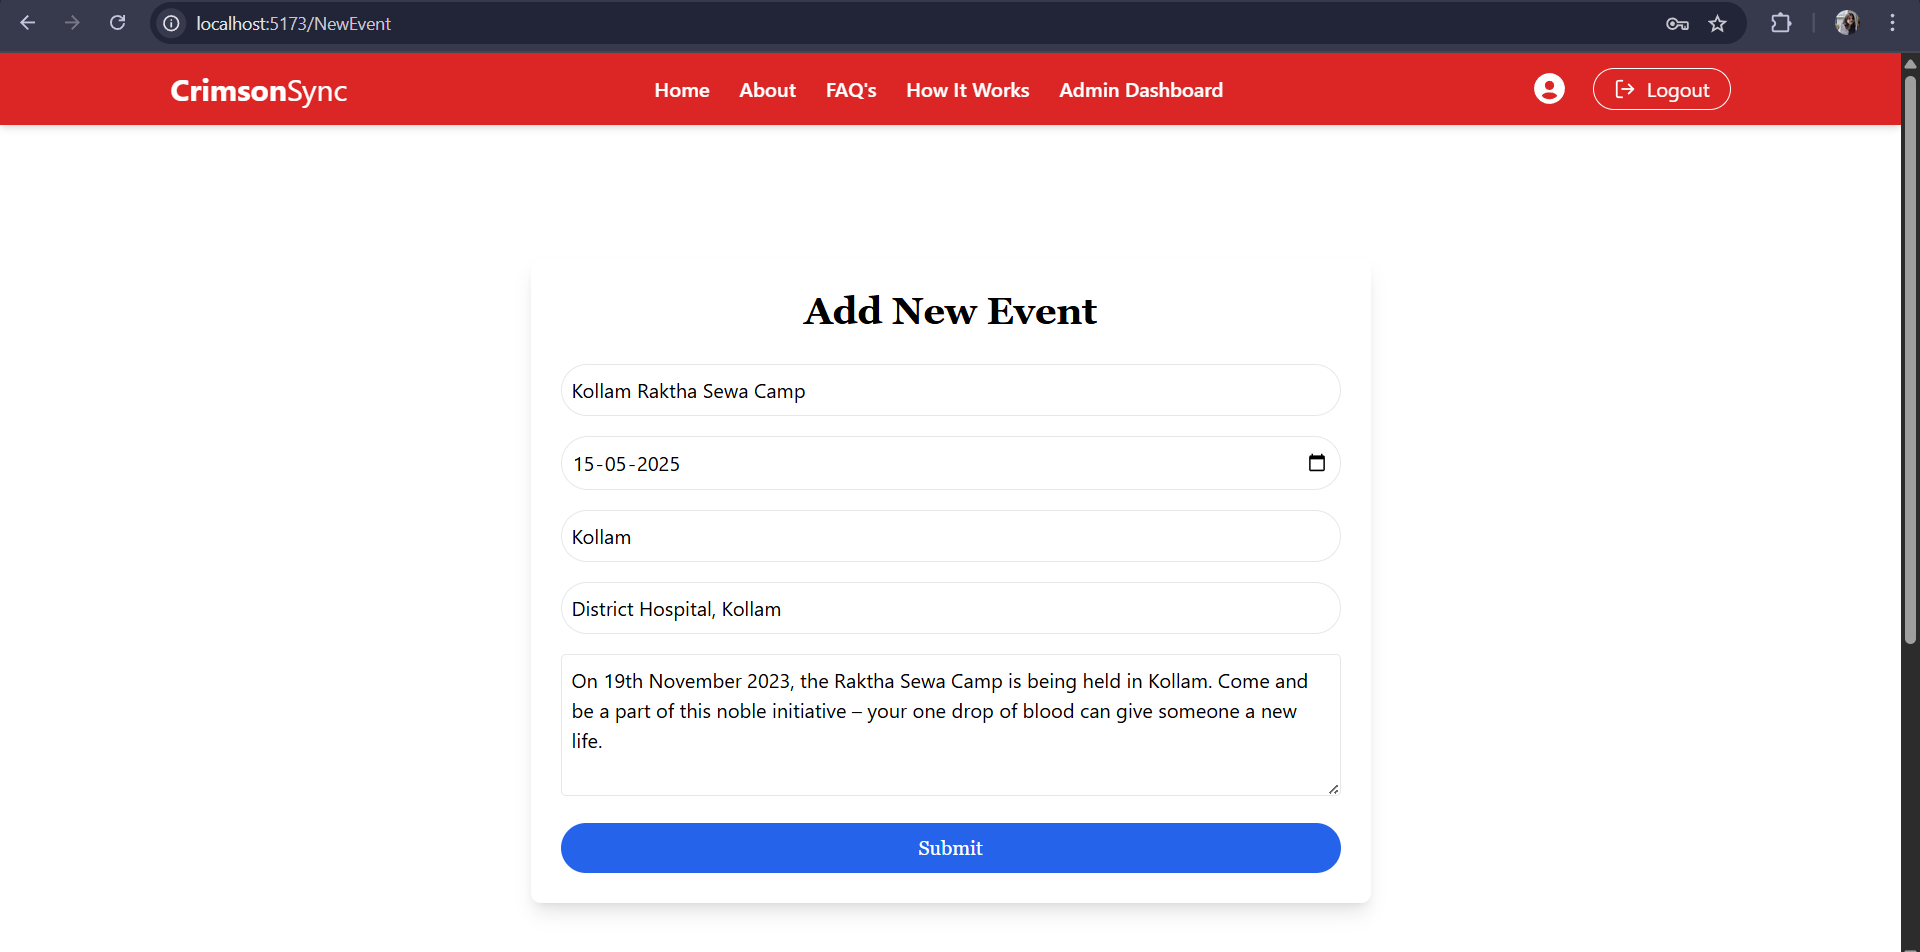 localhost:5173/NewEvent
CrimsonSync
Home About FAQ's How It Works Admin Dashboard
Logout
Add New Event
Kollam Raktha Sewa Camp
15-05-2025
Kollam
District Hospital, Kollam
On 19th November 2023, the Raktha Sewa Camp is being held in Kollam. Come and
be a part of this noble initiative – your one drop of blood can give someone a new
life.
Submit